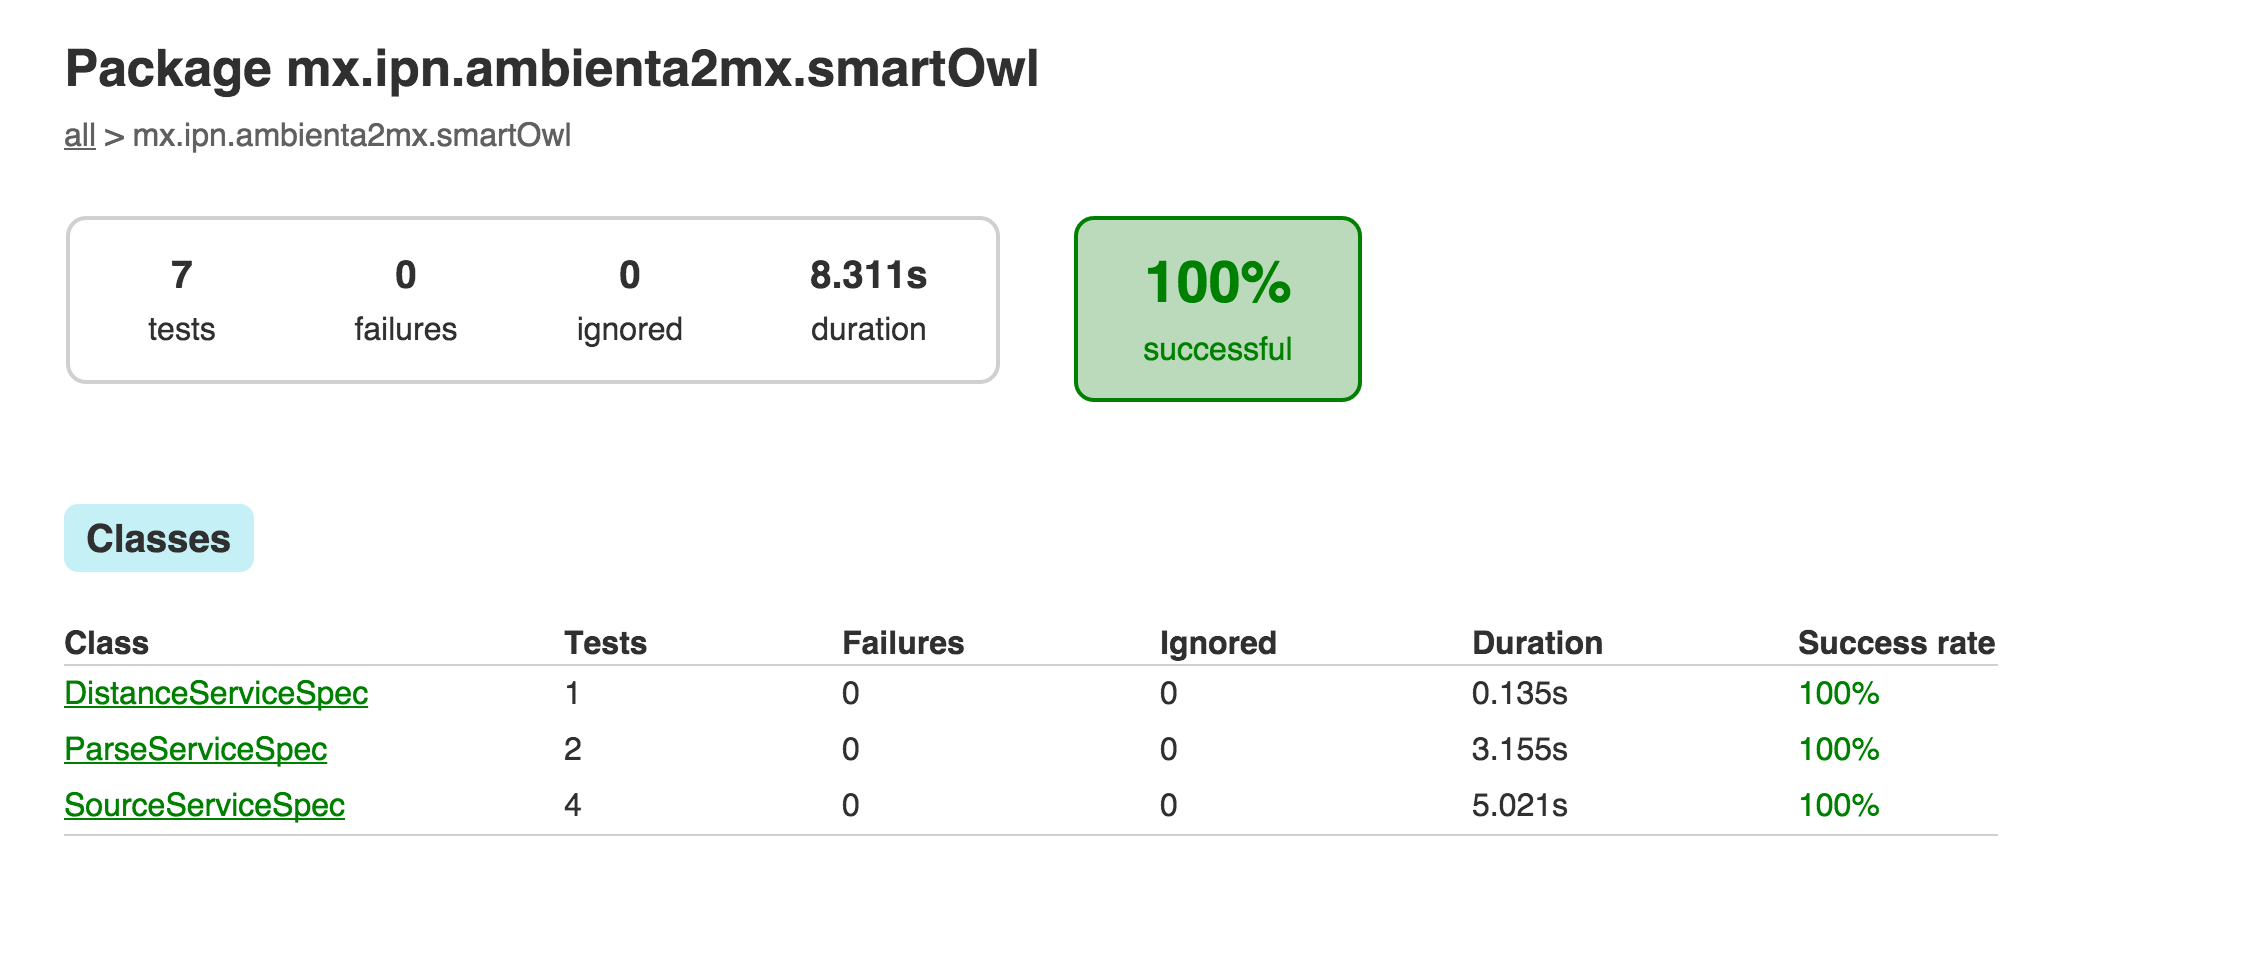 Package mx.ipn.ambienta2mx.smartOwl
all > mx.ipn.ambienta2mx.smartOwl
7 0 0 8.311s
tests failures ignored duration
100%
successful
Classes
Class Tests Failures Ignored Duration Success rate
DistanceServiceSpec 1 0 0 0.135s 100%
ParseServiceSpec 2 0 0 3.155s 100%
SourceServiceSpec 4 0 0 5.021s 100%